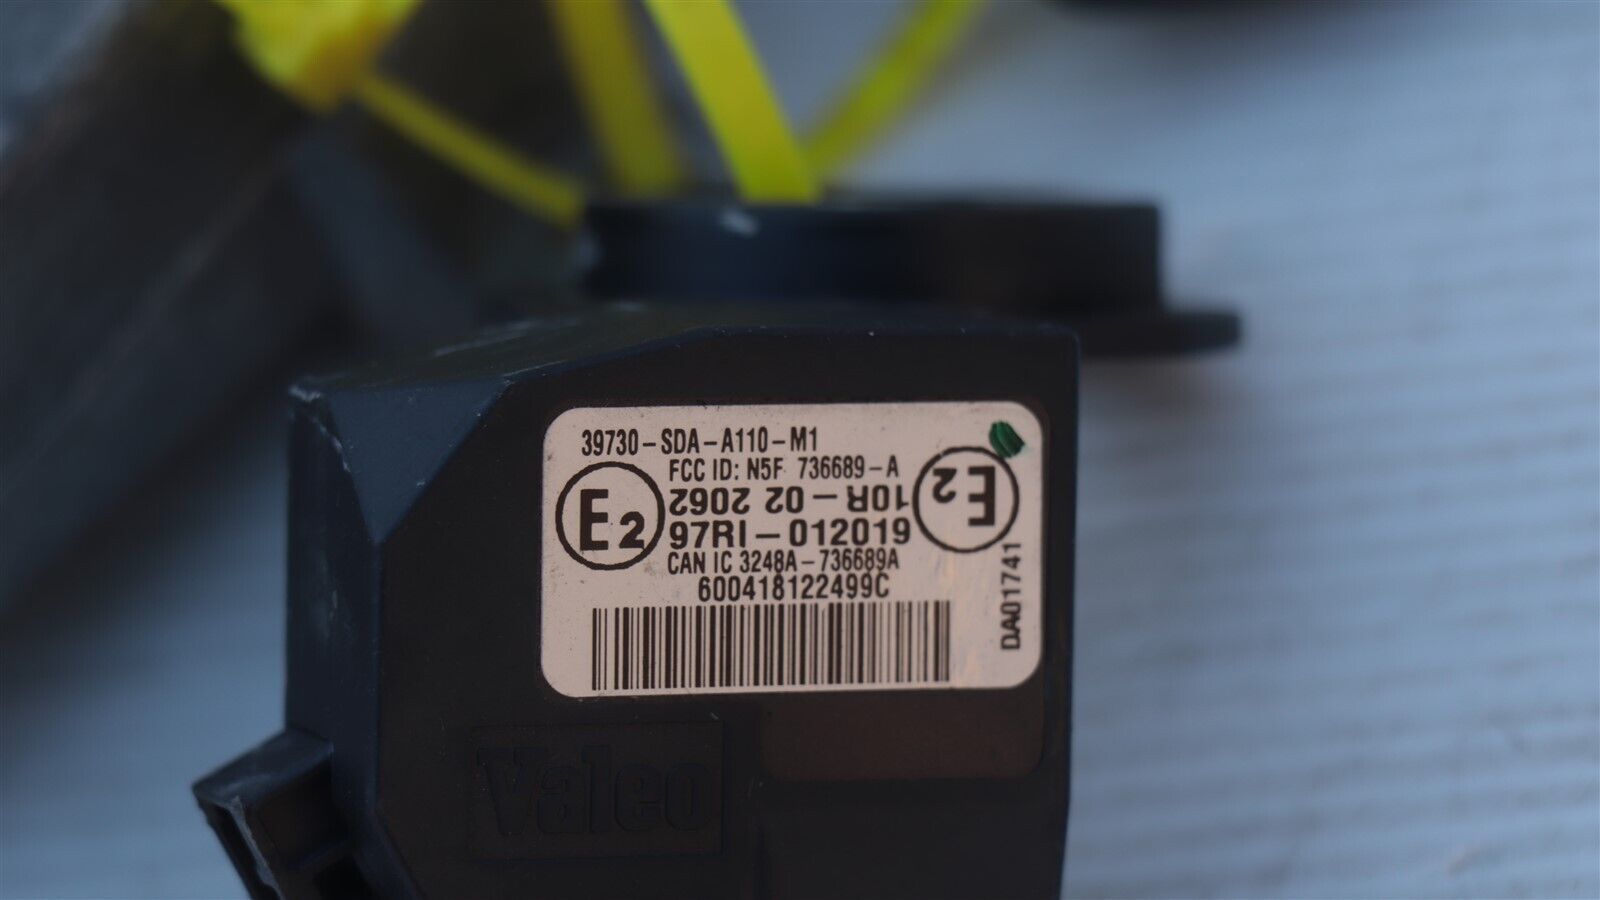 39730-SDA-A110-M1
FCC ID: N5F 736689-A
E2
10R-02 2062
E2
97RI-012019
CAN IC 3248A-736689A
600418122499C
DA01741
Valeo